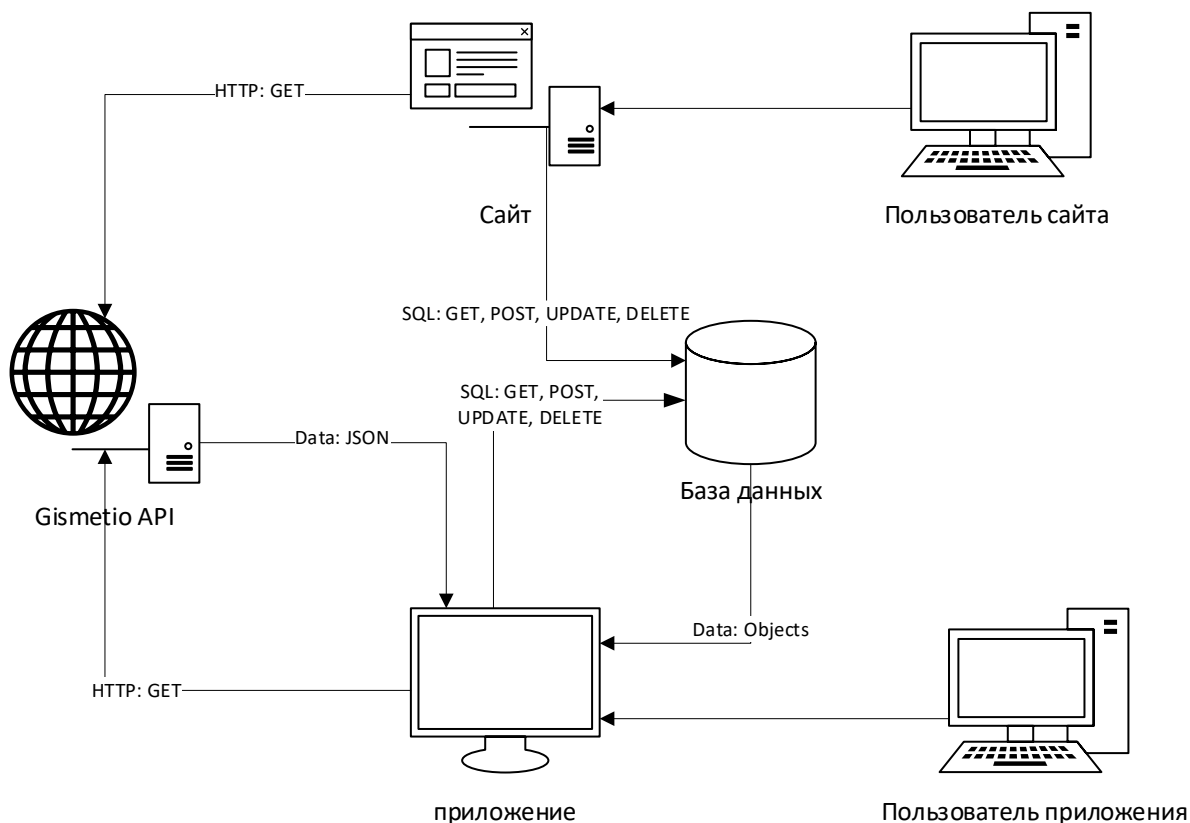 HTTP: GET
Сайт
Пользователь сайта
SQL: GET, POST, UPDATE, DELETE
SQL: GET, POST,
UPDATE, DELETE
Data: JSON
База данных
Gismetio API
Data: Objects
HTTP: GET
приложение
Пользователь приложения